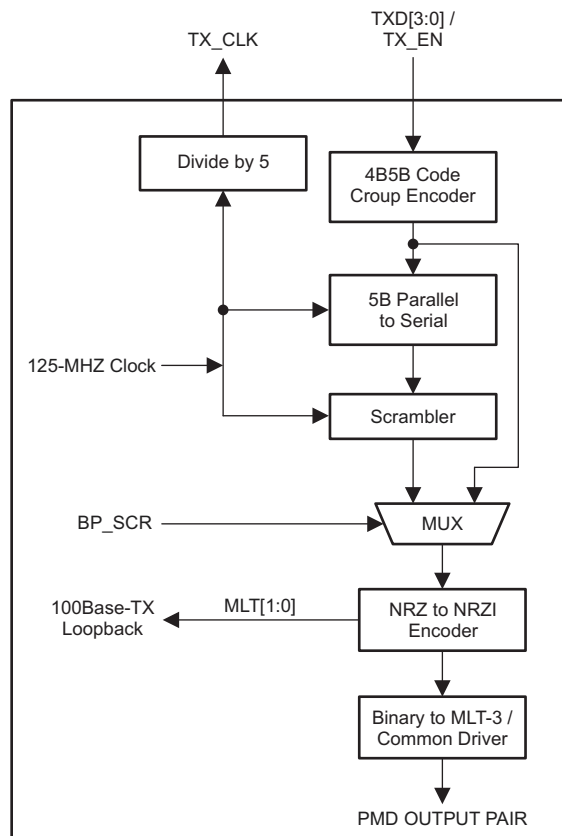 TXD[3:0] /
TX_EN
TX_CLK
Divide by 5
4B5B Code
Croup Encoder
5B Parallel
to Serial
125-MHZ Clock
Scrambler
BP_SCR
MUX
100Base-TX
Loopback
MLT[1:0]
NRZ to NRZI
Encoder
Binary to MLT-3 /
Common Driver
PMD OUTPUT PAIR